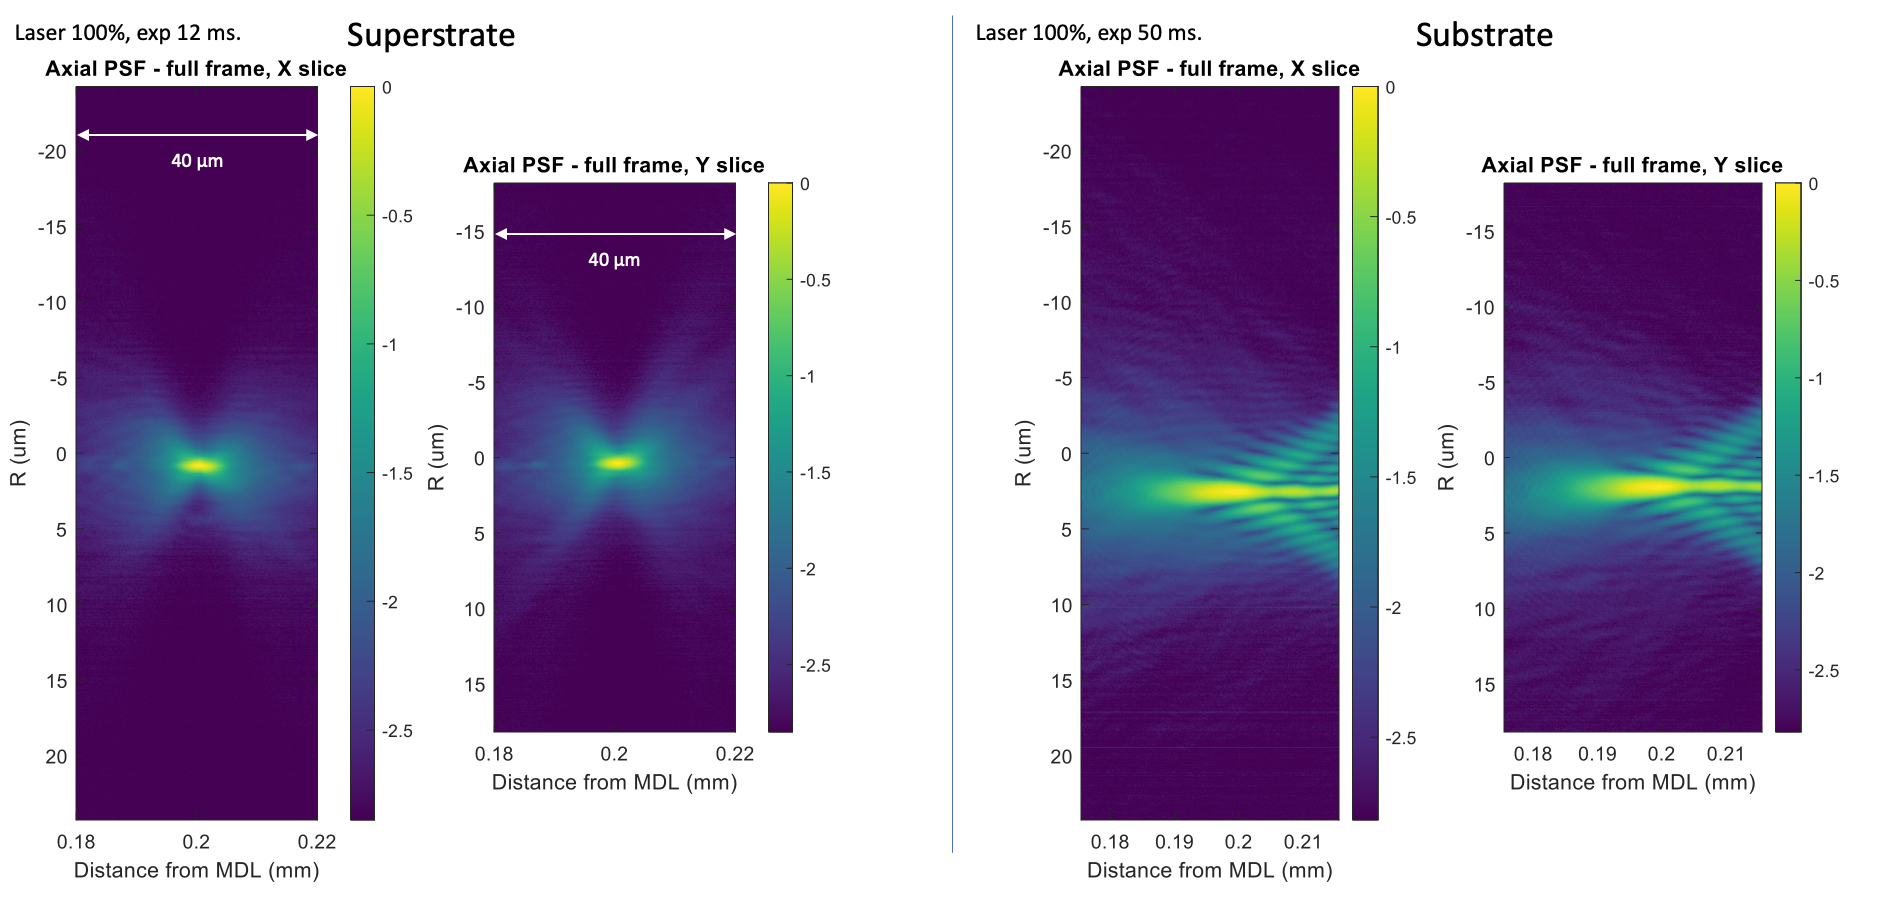 Laser 100%, exp 12 ms.
Superstrate
Axial PSF - full frame, X slice
40 µm
R (um)
-20
-15
-10
-5
0
5
10
15
20
0.18 0.2 0.22
Distance from MDL (mm)
0
-0.5
-1
-1.5
-2
-2.5
Axial PSF - full frame, Y slice
40 µm
R (um)
-15
-10
-5
0
5
10
15
0.18 0.2 0.22
Distance from MDL (mm)
0
-0.5
-1
-1.5
-2
-2.5
Laser 100%, exp 50 ms.
Substrate
Axial PSF - full frame, X slice
R (um)
-20
-15
-10
-5
0
5
10
15
20
0.18 0.19 0.2 0.21
Distance from MDL (mm)
0
-0.5
-1
-1.5
-2
-2.5
Axial PSF - full frame, Y slice
R (um)
-15
-10
-5
0
5
10
15
0.18 0.19 0.2 0.21
Distance from MDL (mm)
0
-0.5
-1
-1.5
-2
-2.5